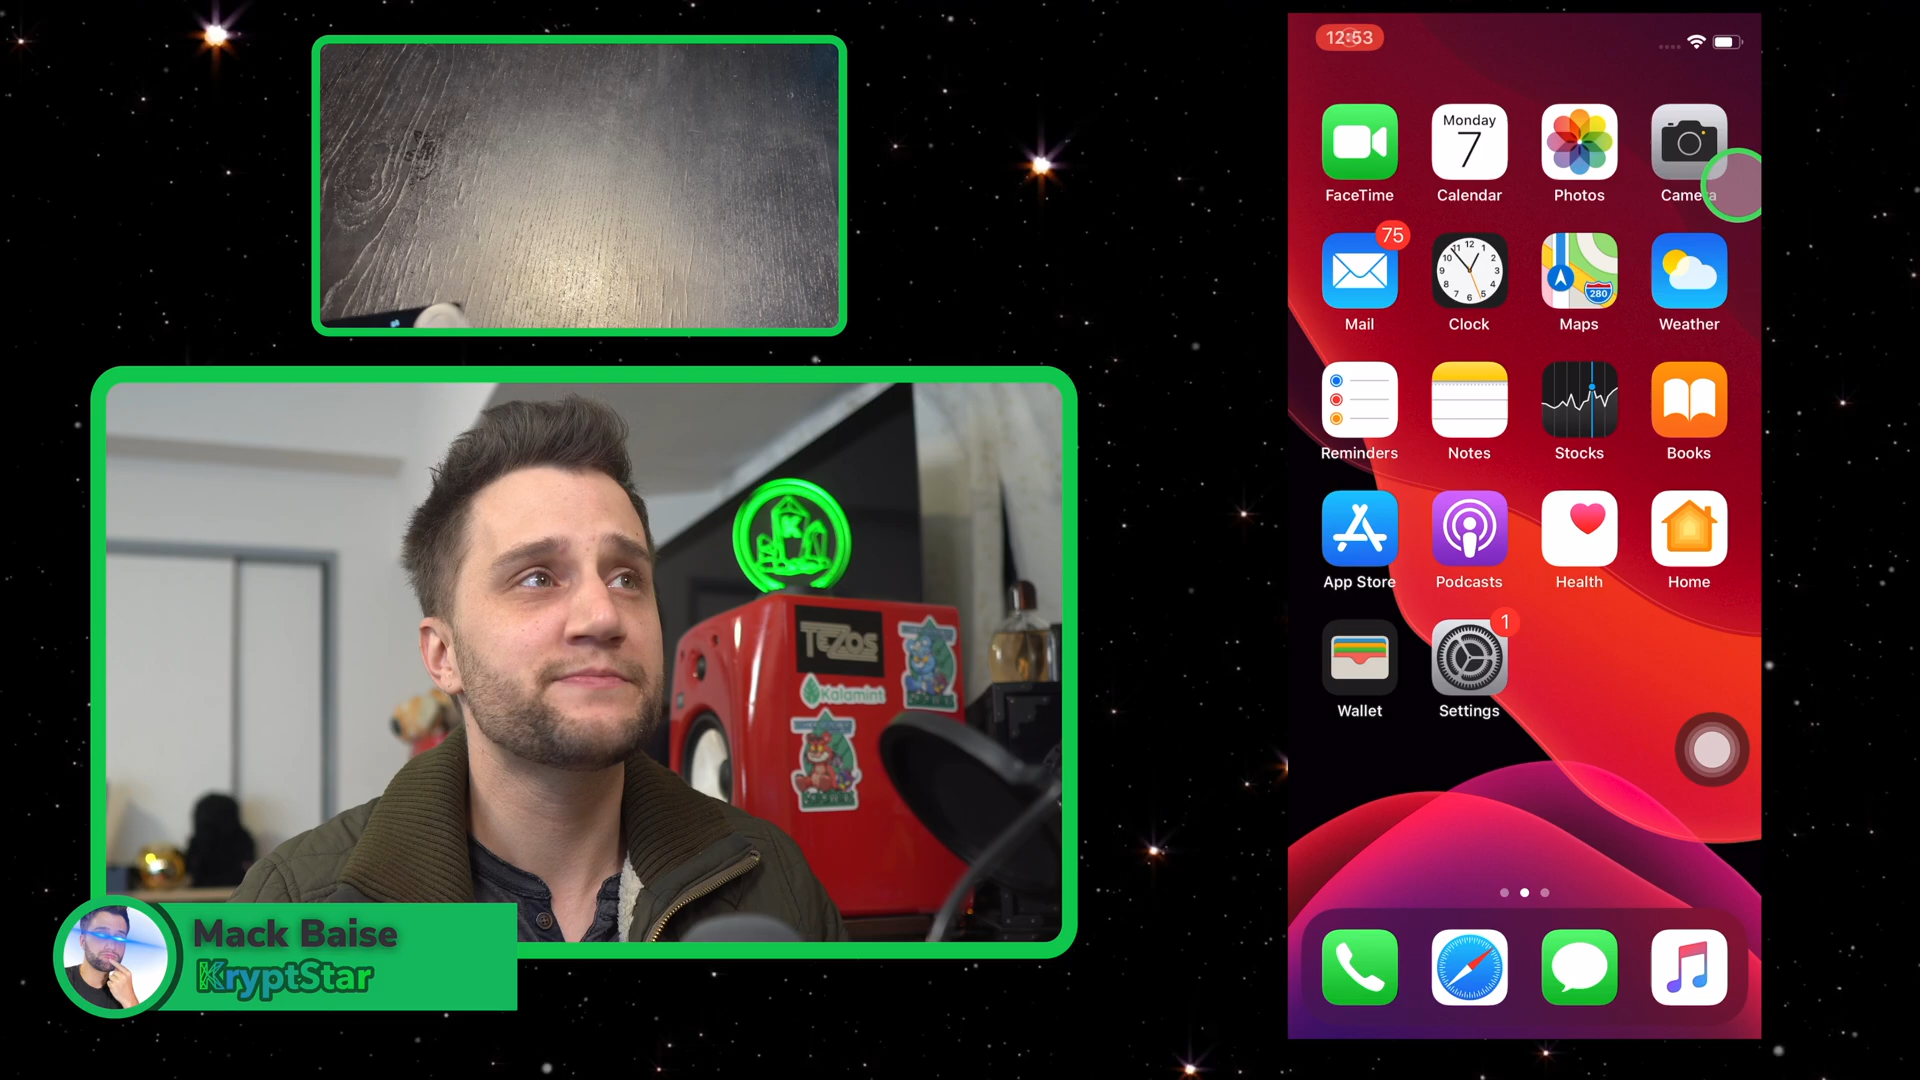 12:53
Monday
7
FaceTime
Calendar
Photos
Camera
75
280
Mail
Clock
Maps
Weather
Reminders
Notes
Stocks
Books
App Store
Podcasts
Health
Home
1
Wallet
Settings
K
TEZOS
Kalamint
Mack Baise
KryptStar